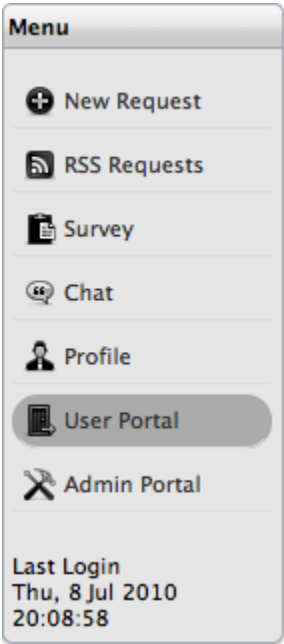 Menu
New Request
RSS Requests
Survey
Chat
Profile
User Portal
Admin Portal
Last Login
Thu, 8 Jul 2010
20:08:58